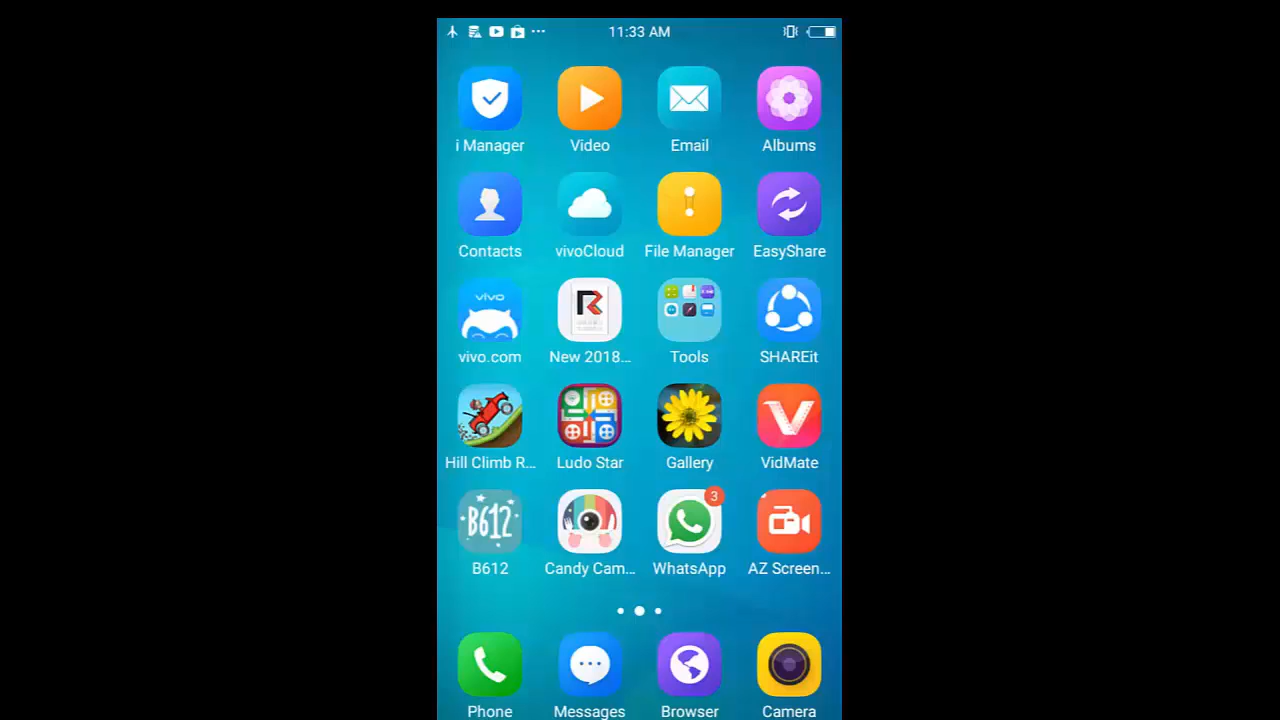 11:33 AM
i Manager Video Email Albums
Contacts vivoCloud File Manager EasyShare
vivo
vivo.com New 2018... Tools SHAREit
Hill Climb R... Ludo Star Gallery VidMate
B612 3
B612 Candy Cam... WhatsApp AZ Screen...
Phone Messages Browser Camera